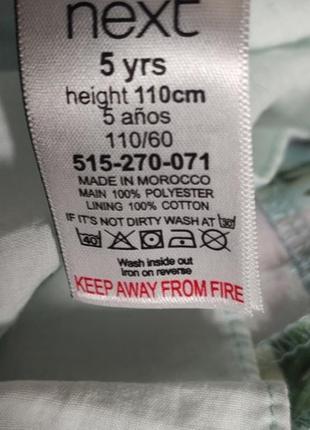 next
5 yrs
height 110cm
5 años
110/60
515-270-071
MADE IN MOROCCO
MAIN 100% POLYESTER
LINING 100% COTTON
IF IT'S NOT DIRTY WASH AT 30
40
Wash inside out
Iron on reverse
KEEP AWAY FROM FIRE